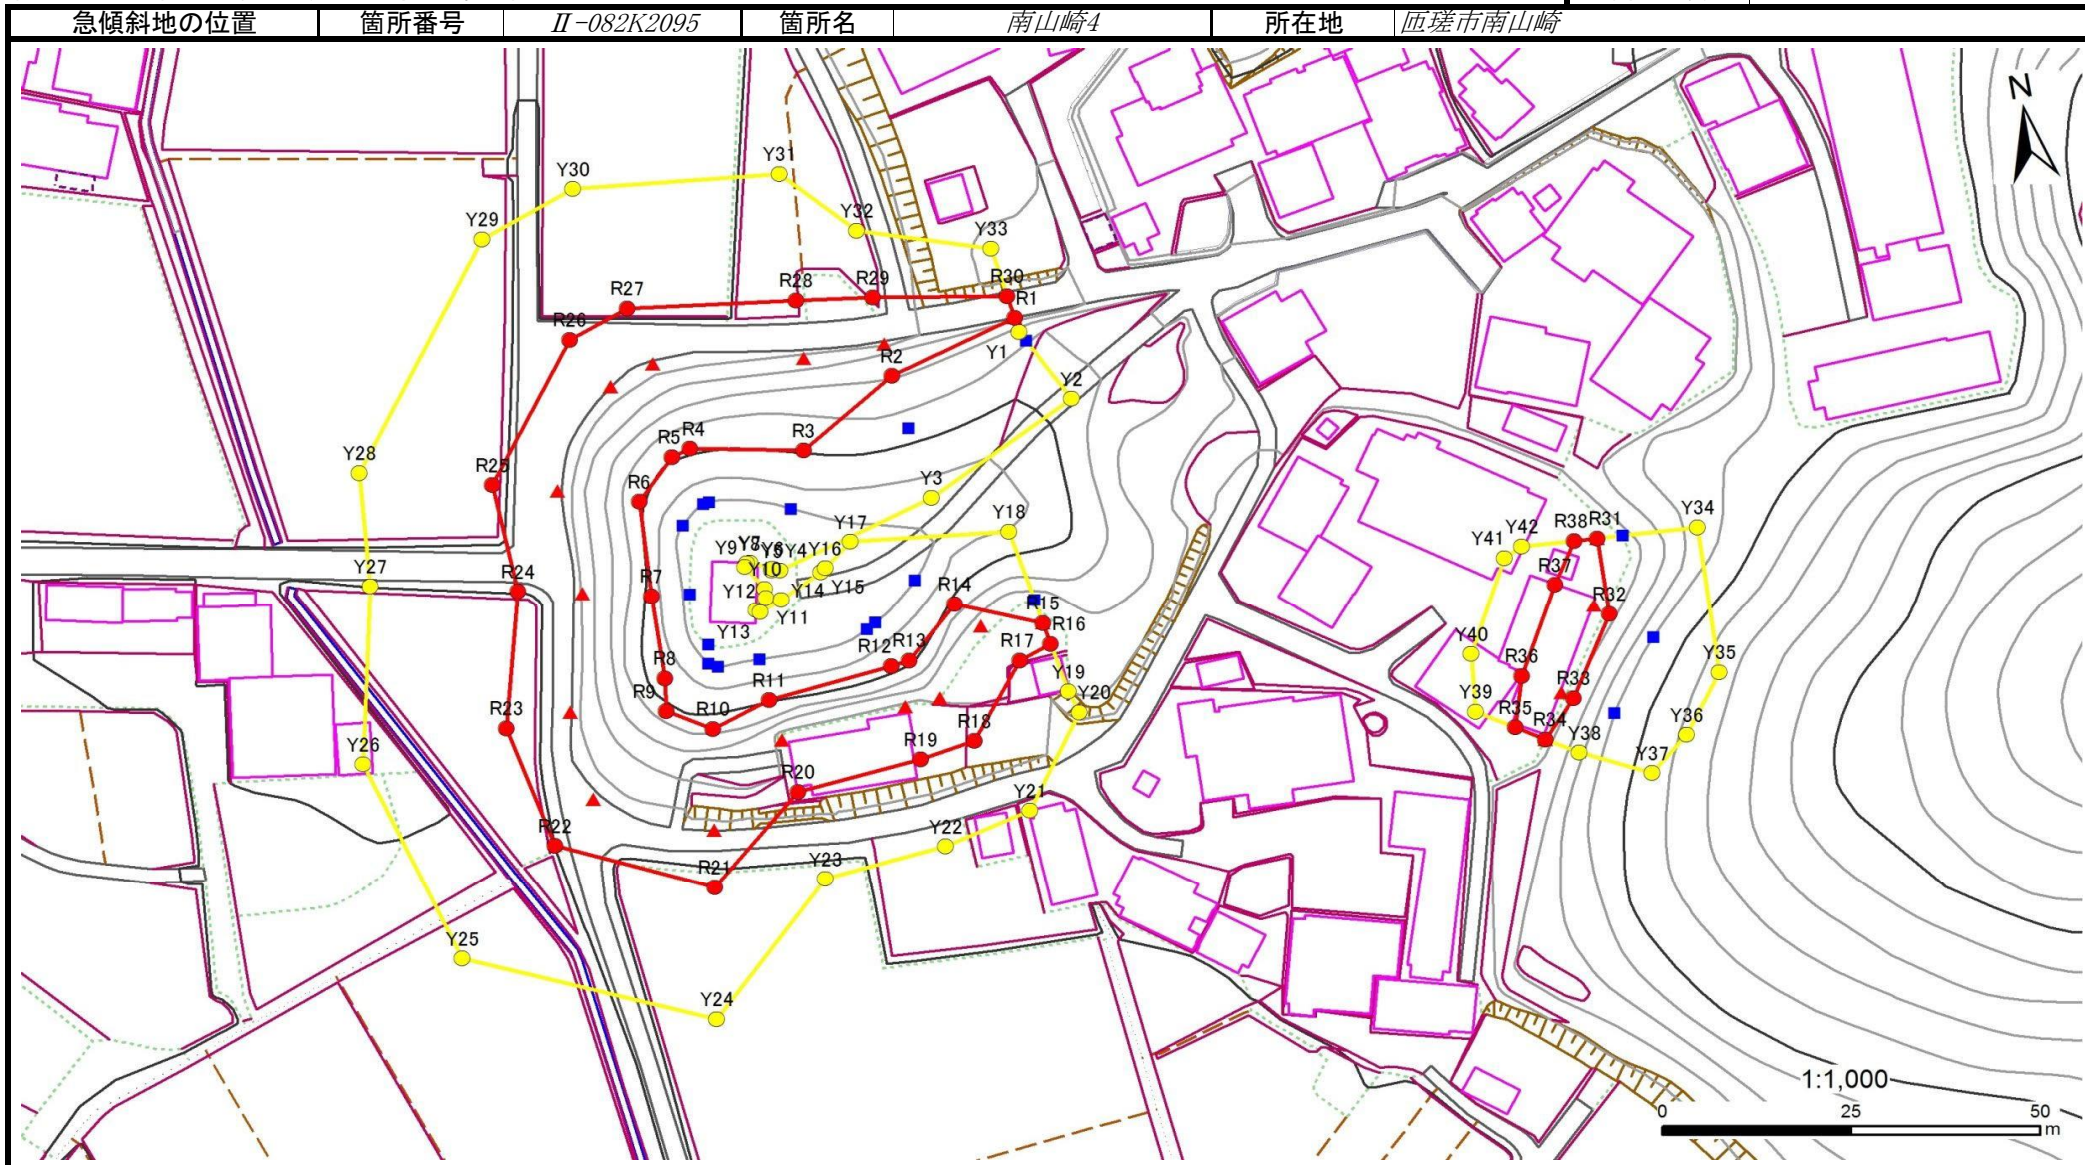 急傾斜地の位置 箇所番号 Ⅱ-082K2095 箇所名 南山崎4 所在地 匝瑳市南山崎
N
Y30 Y31
Y29 Y32 Y33
R27 R28 R29 R30
R26 R1
R2 Y1
Y2
R5 R4 R3
Y28 R25 R6 Y3
Y17 Y18 Y41 Y42 R38 R31 Y34
Y9 Y8 Y4 Y16
Y27 R24 R7 Y10 Y15 R37
Y12 Y14 R14 R15 R32
Y13 Y11 R16
R12 R13 R17 Y40
R8 Y19 R36 Y35
R9 R11 Y20 R33
R23 R10 R18 Y39 R35 R34 Y36
Y26 R19 Y38 Y37
R20
Y21
R22 Y22
R21 Y23
Y25
Y24
1:1,000
0 25 50
m